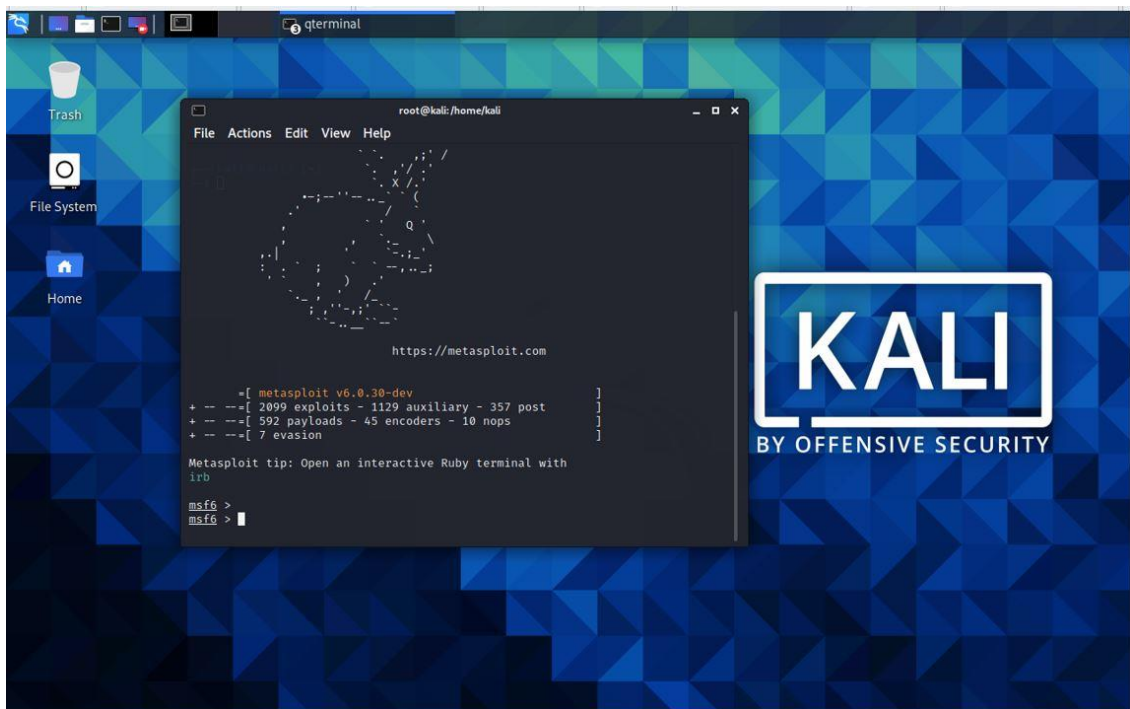 qterminal
3
Trash
File System
Home
root@kali:/home/kali
File Actions Edit View Help
X
Q
https://metasploit.com
=[ metasploit v6.0.30-dev ]
+ -- --=[ 2099 exploits - 1129 auxiliary - 357 post ]
+ -- --=[ 592 payloads - 45 encoders - 10 nops ]
+ -- --=[ 7 evasion ]
Metasploit tip: Open an interactive Ruby terminal with
irb
msf6 >
msf6 >
KALI
BY OFFENSIVE SECURITY